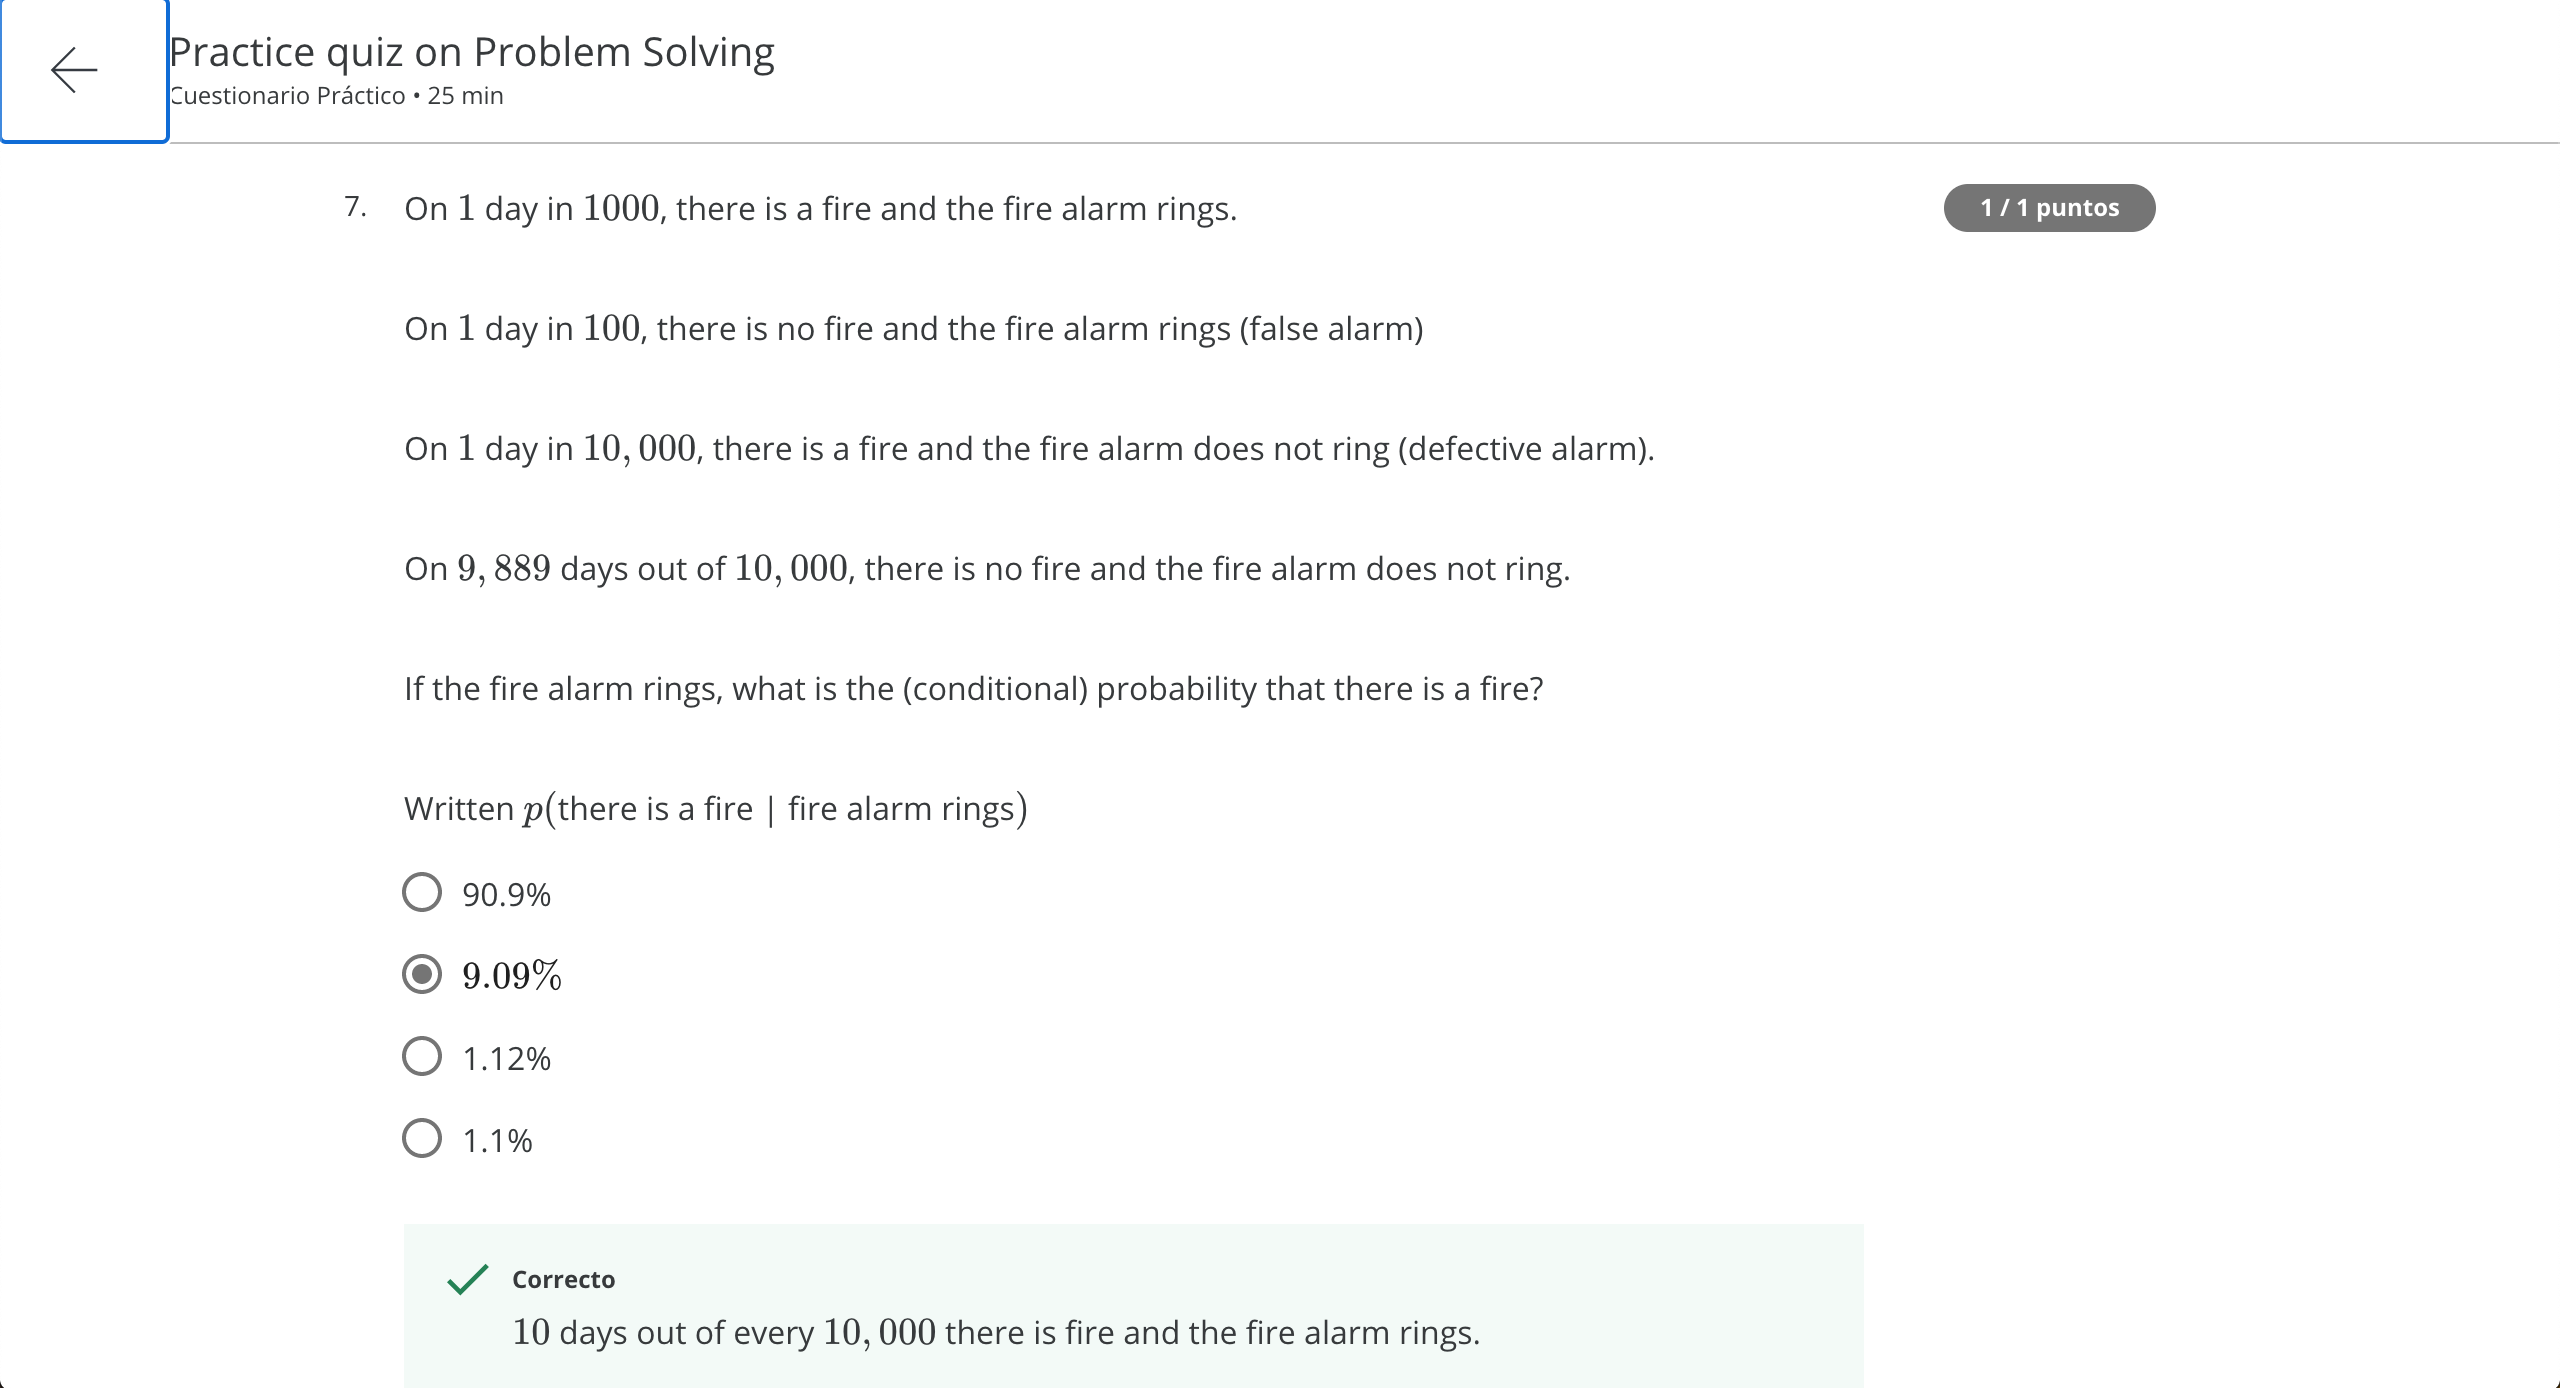 Practice quiz on Problem Solving
Cuestionario Práctico • 25 min
7. On 1 day in 1000, there is a fire and the fire alarm rings.
1 / 1 puntos
On 1 day in 100, there is no fire and the fire alarm rings (false alarm)
On 1 day in 10, 000, there is a fire and the fire alarm does not ring (defective alarm).
On 9, 889 days out of 10, 000, there is no fire and the fire alarm does not ring.
If the fire alarm rings, what is the (conditional) probability that there is a fire?
Written p(there is a fire | fire alarm rings)
90.9%
9.09%
1.12%
1.1%
Correcto
10 days out of every 10, 000 there is fire and the fire alarm rings.